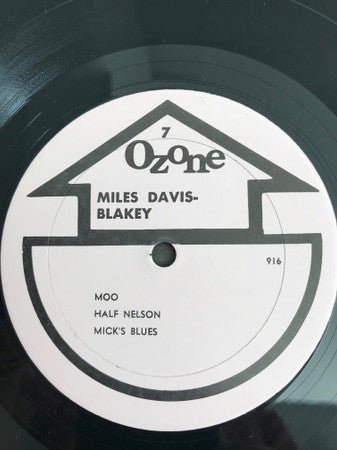 7
Ozone
MILES DAVIS-
BLAKEY
916
MOO
HALF NELSON
MICK'S BLUES